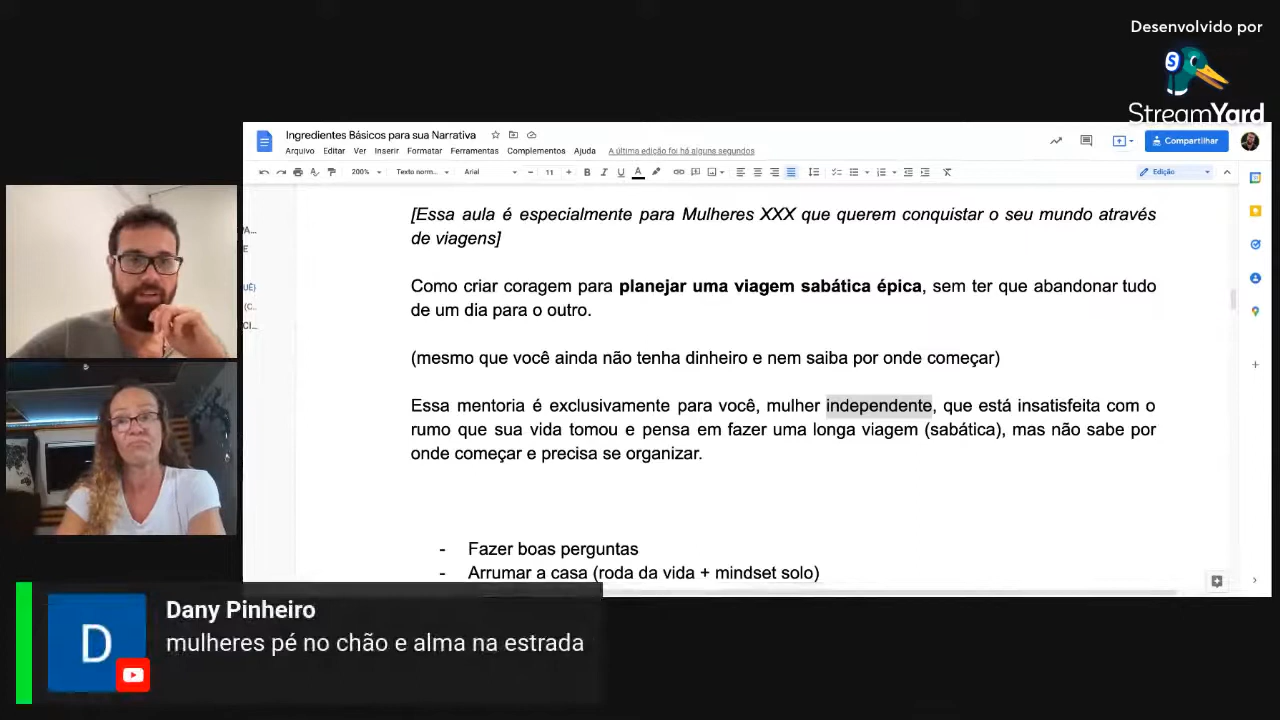 Desenvolvido por
StreamYard
Ingredientes Básicos para sua Narrativa
Arquivo Editar Ver Inserir Formatar Ferramentas Complementos Ajuda A última edição foi há alguns segundos
Compartilhar
200% Texto norm... Arial 11 Edição
[Essa aula é especialmente para Mulheres XXX que querem conquistar o seu mundo através
de viagens]
Como criar coragem para planejar uma viagem sabática épica, sem ter que abandonar tudo
de um dia para o outro.
(mesmo que você ainda não tenha dinheiro e nem saiba por onde começar)
Essa mentoria é exclusivamente para você, mulher independente, que está insatisfeita com o
rumo que sua vida tomou e pensa em fazer uma longa viagem (sabática), mas não sabe por
onde começar e precisa se organizar.
- Fazer boas perguntas
- Arrumar a casa (roda da vida + mindset solo)
D
Dany Pinheiro
mulheres pé no chão e alma na estrada